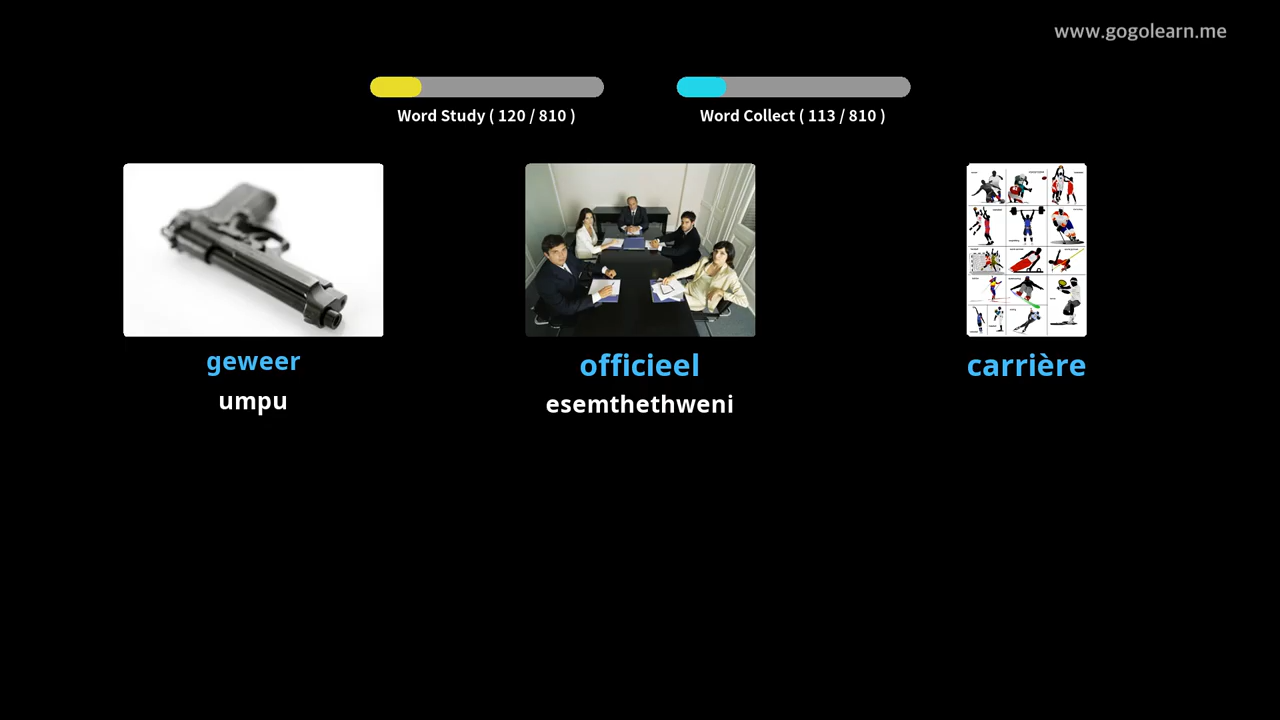 www.gogolearn.me
Word Study ( 120 / 810 )
Word Collect ( 113 / 810 )
geweer
officieel
carrière
umpu
esemthethweni